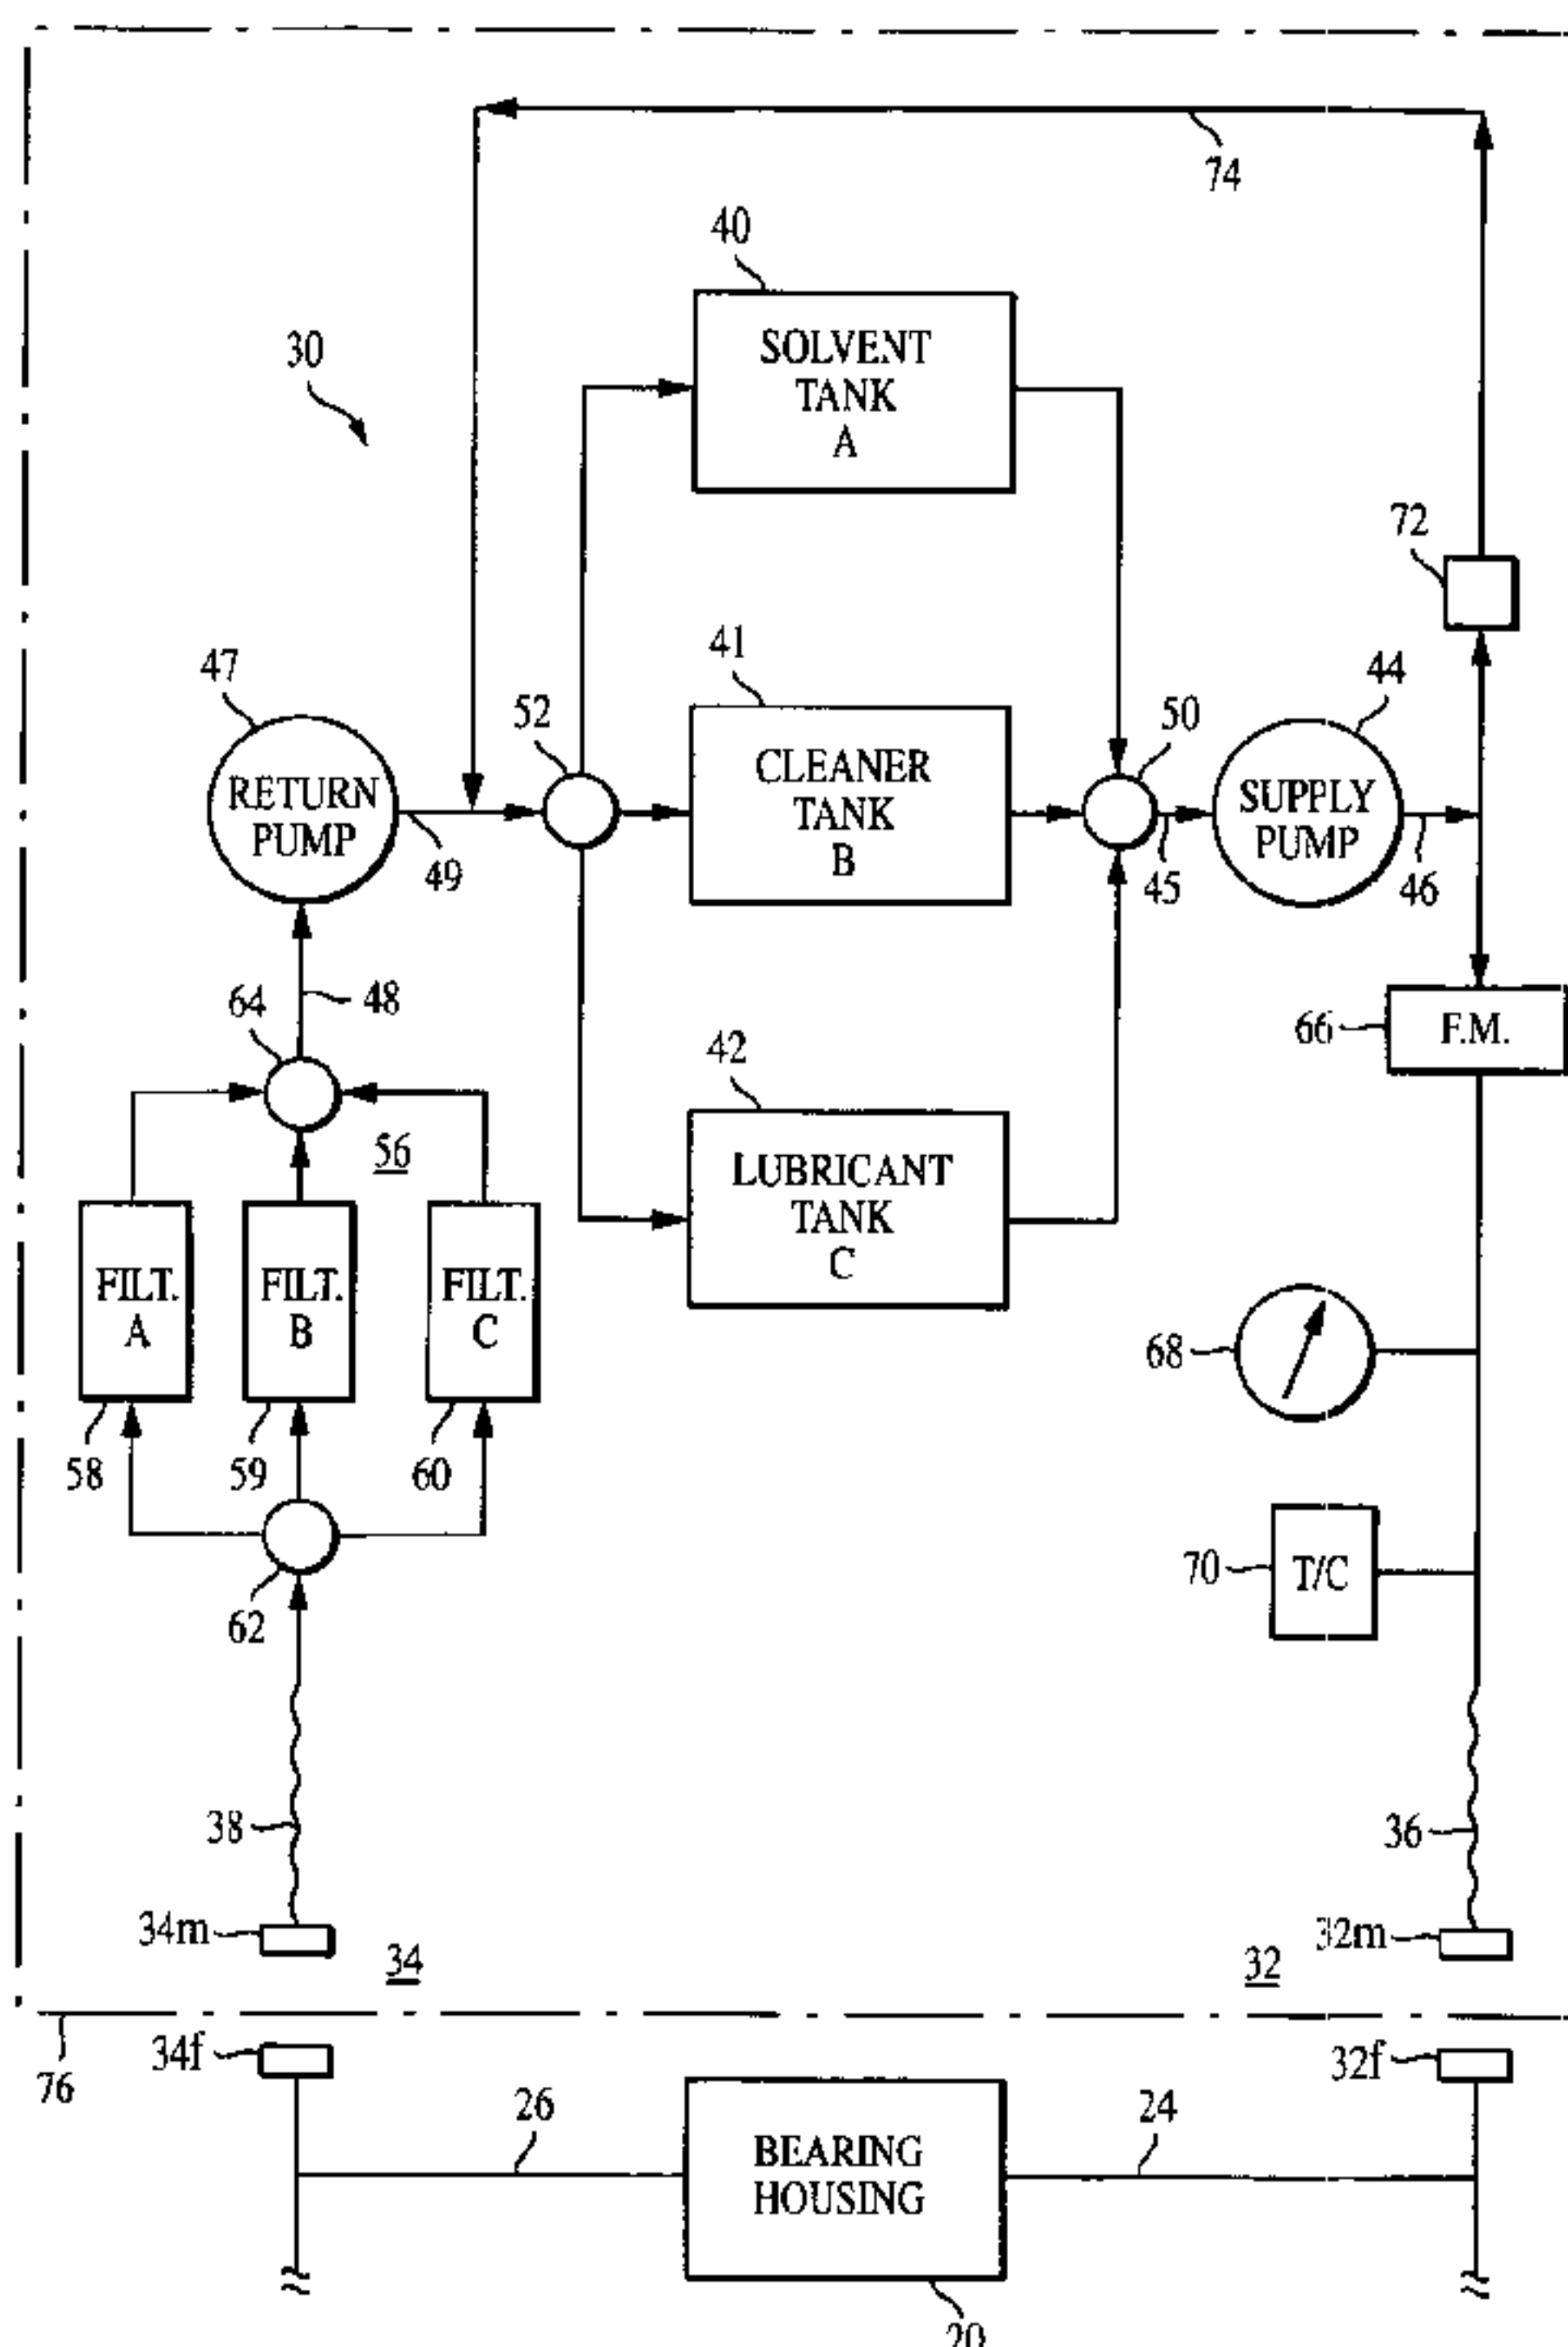 74
40
SOLVENT
TANK
A
30
72
47
41
44
52
50
CLEANER
TANK
B
RETURN
PUMP
SUPPLY
PUMP
49
45
46
64
48
66
F.M.
42
56
LUBRICANT
TANK
C
FILT.
A
FILT.
B
FILT.
C
68
58
59
60
70
T/C
62
38
36
34m
34
32
32m
34f
32f
76
26
24
BEARING
HOUSING
20